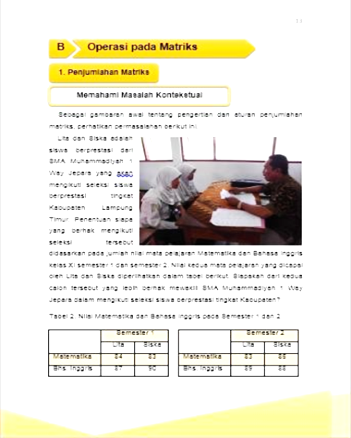 B Operasi pada Matriks
1. Penjumlahan Matriks
Memahami Masalah Kontekstual
Sebagai gambaran awal tentang pengertian dan aturan penjumlahan
matriks, perhatikan permasalahan berikut ini:
Lita dan Siska adalah
siswa berprestasi dari
SMA Muhammadiyah 1
Way Jepara yang
mengikuti seleksi siswa
berprestasi tingkat
Kabupaten Lampung
Timur. Penentuan siapa
yang berhak mengikuti
seleksi tersebut
didasarkan pada jumlah nilai mata pelajaran Matematika dan Bahasa Inggris
kelas XI semester 1 dan semester 2. Nilai kedua mata pelajaran yang dicapai
oleh Lita dan Siska diperlihatkan dalam tabel berikut. Siapakah dari kedua
calon tersebut yang lebih berhak mewakili SMA Muhammadiyah 1 Way
Jepara dalam mengikuti seleksi siswa berprestasi tingkat Kabupaten?
Tabel 2. Nilai Matematika dan Bahasa Inggris pada Semester 1 dan 2
Semester 1 Semester 2
Lita Siska Lita Siska
Matematika 84 83 Matematika 85 86
Bhs. Inggris 87 90 Bhs. Inggris 89 88